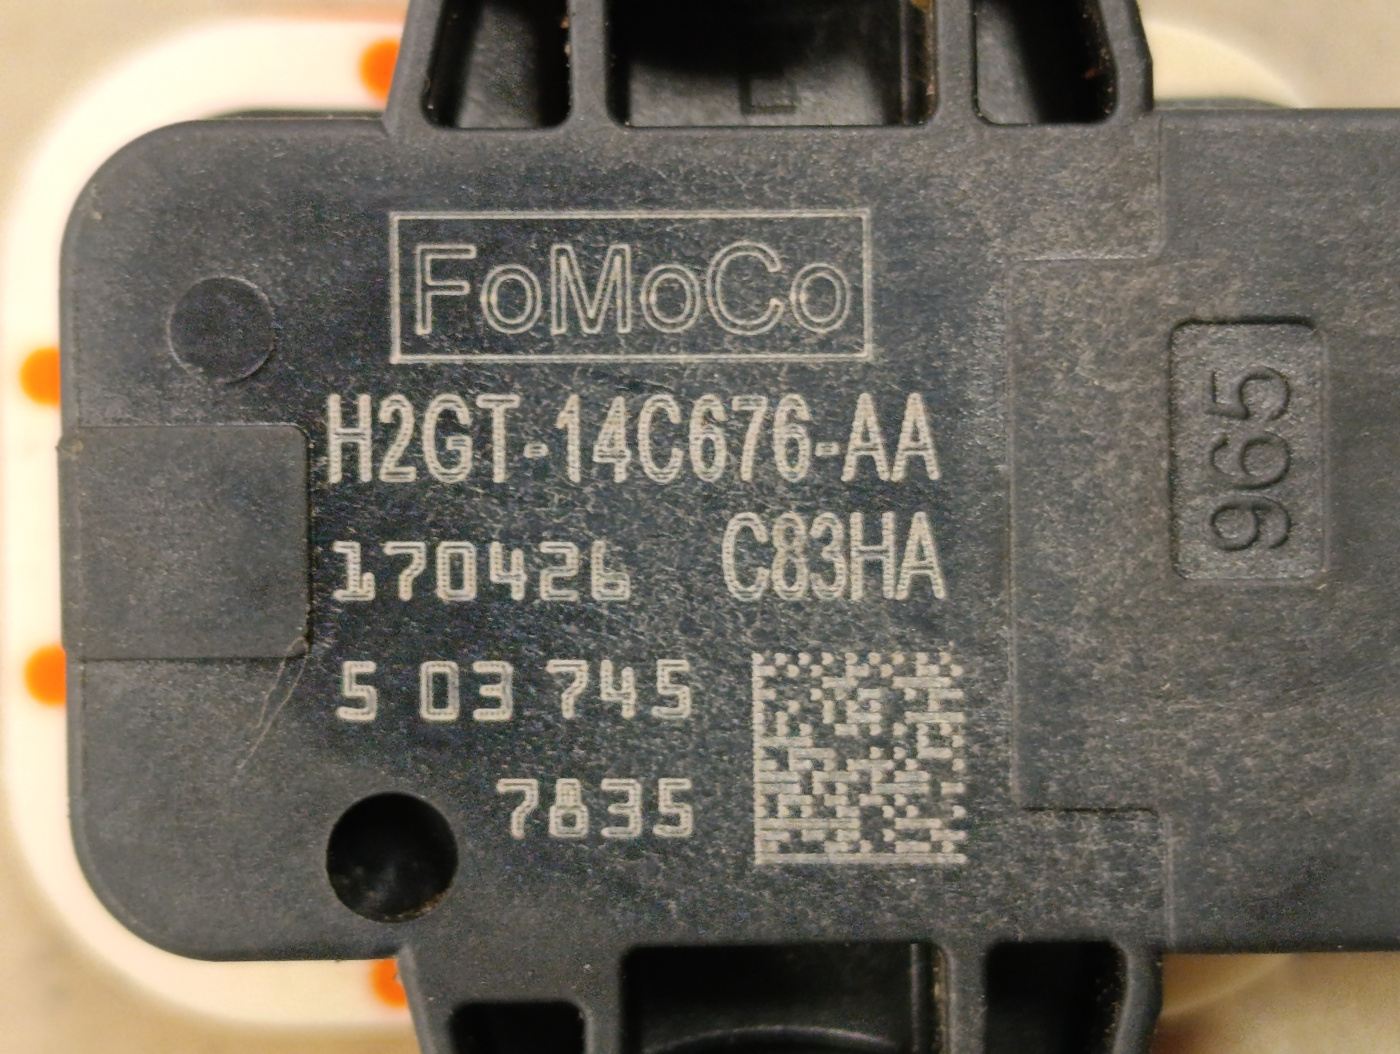 FoMoCo
H2GT-14C676-AA
170426 C83HA
5 03 745
7835
965